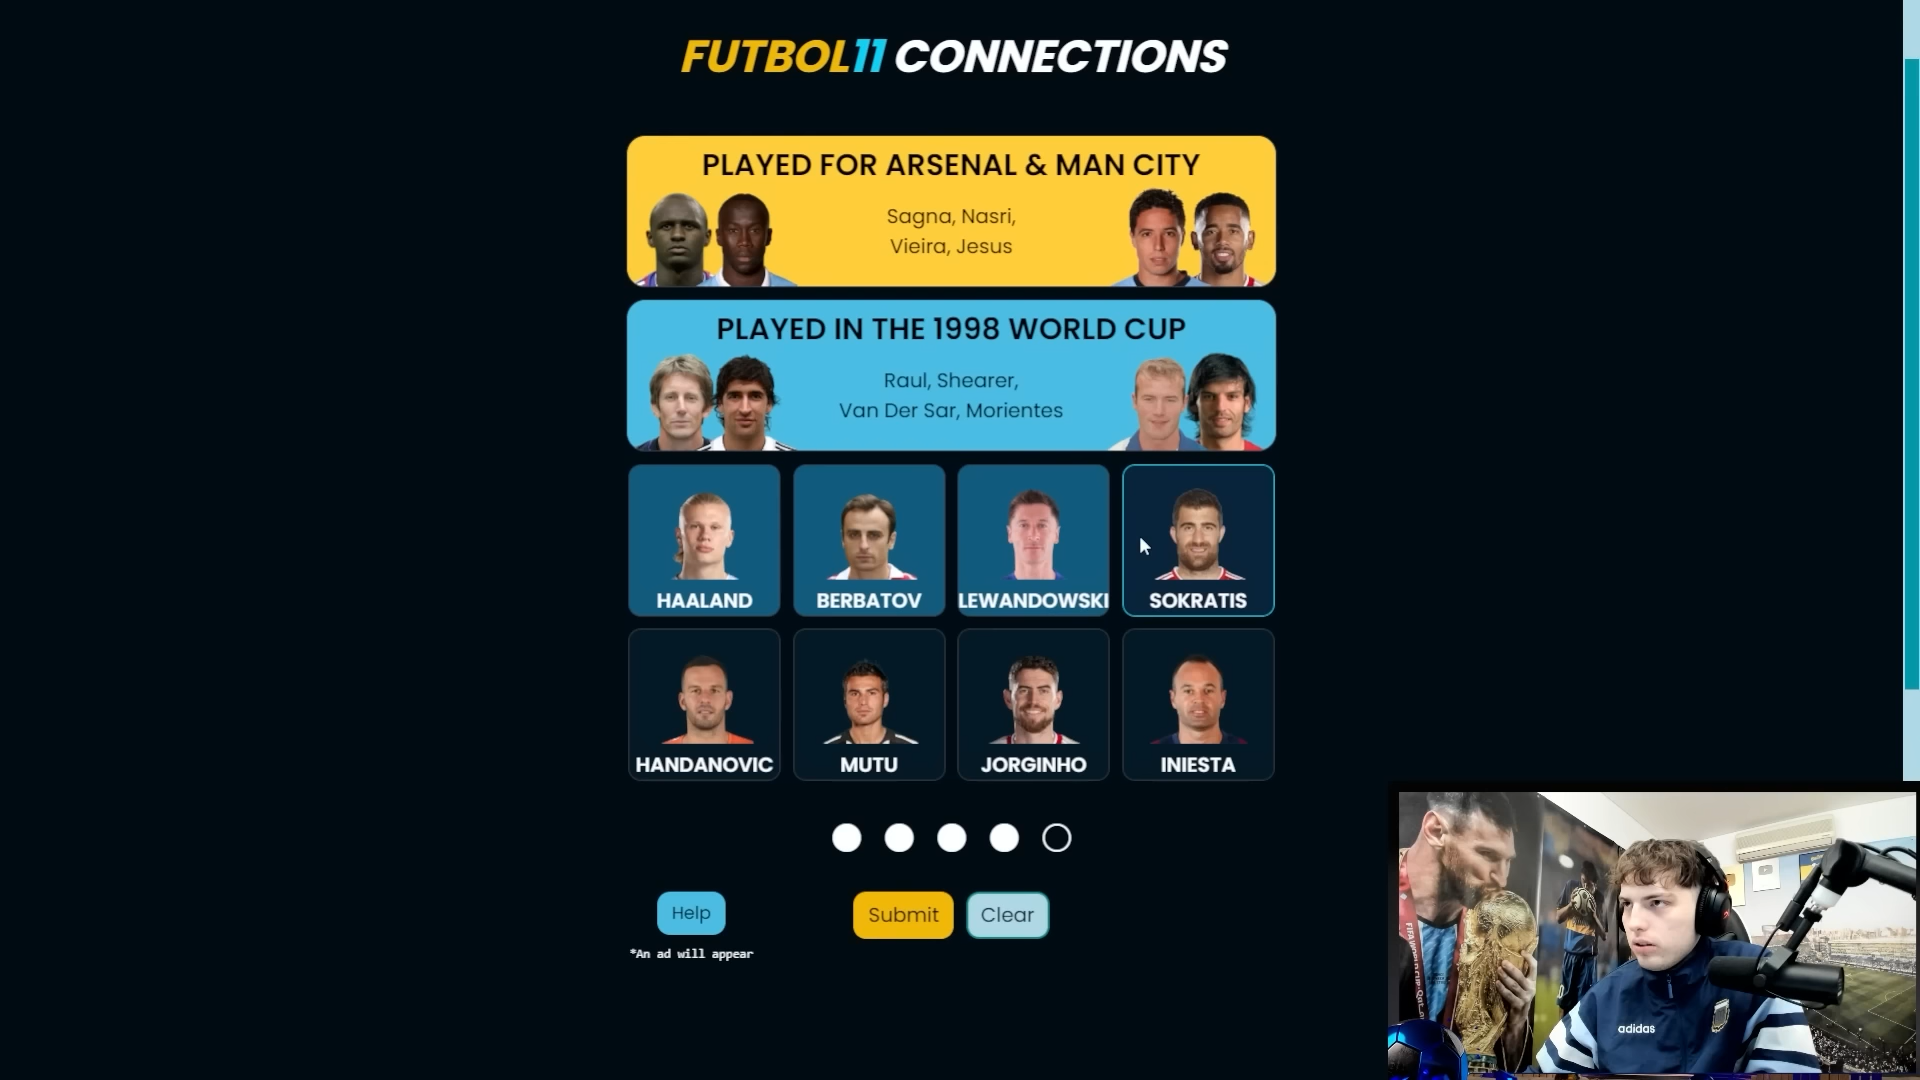 FUTBOL11 CONNECTIONS
PLAYED FOR ARSENAL & MAN CITY
Sagna, Nasri,
Vieira, Jesus
PLAYED IN THE 1998 WORLD CUP
Raul, Shearer,
Van Der Sar, Morientes
HAALAND
BERBATOV
LEWANDOWSKI
SOKRATIS
HANDANOVIC
MUTU
JORGINHO
INIESTA
Help
Submit
Clear
*An ad will appear
adidas